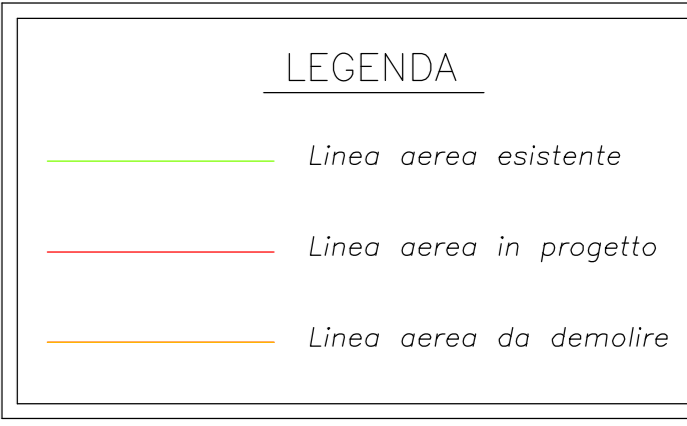 LEGENDA
Linea aerea esistente
Linea aerea in progetto
Linea aerea da demolire